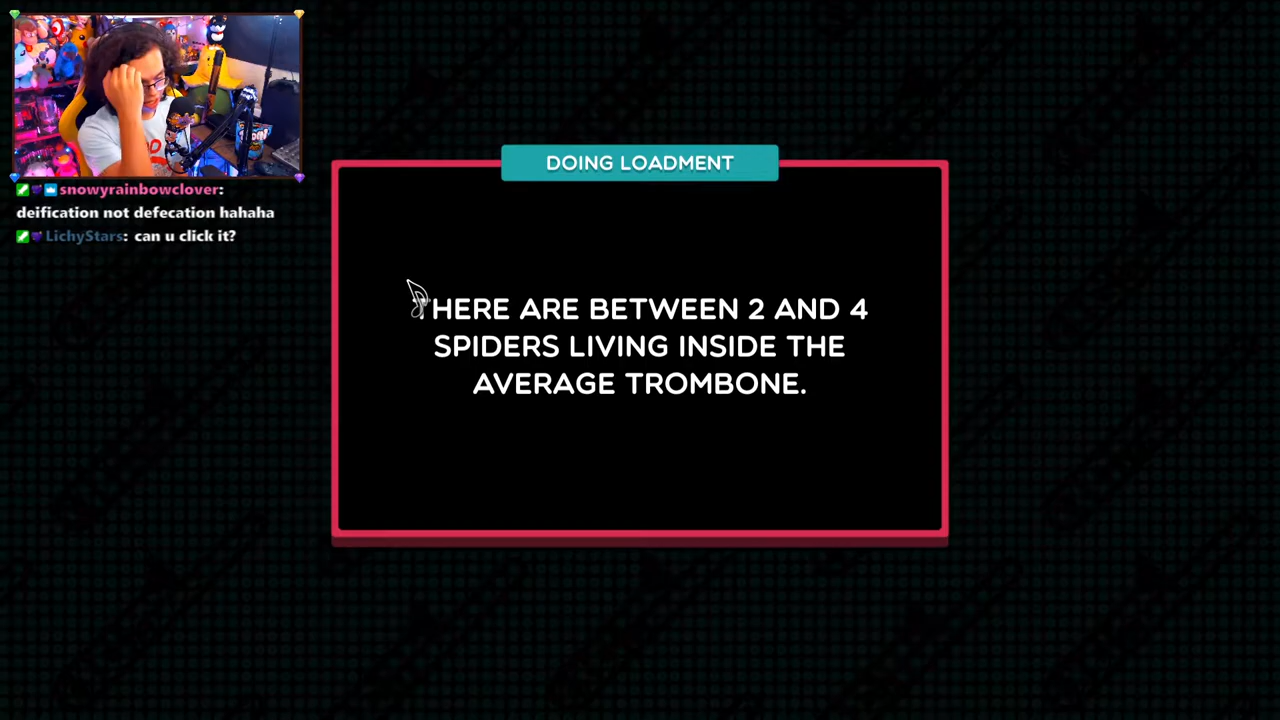 DOING LOADMENT
snowyrainbowclover:
deification not defecation hahaha
LichyStars: can u click it?
THERE ARE BETWEEN 2 AND 4
SPIDERS LIVING INSIDE THE
AVERAGE TROMBONE.